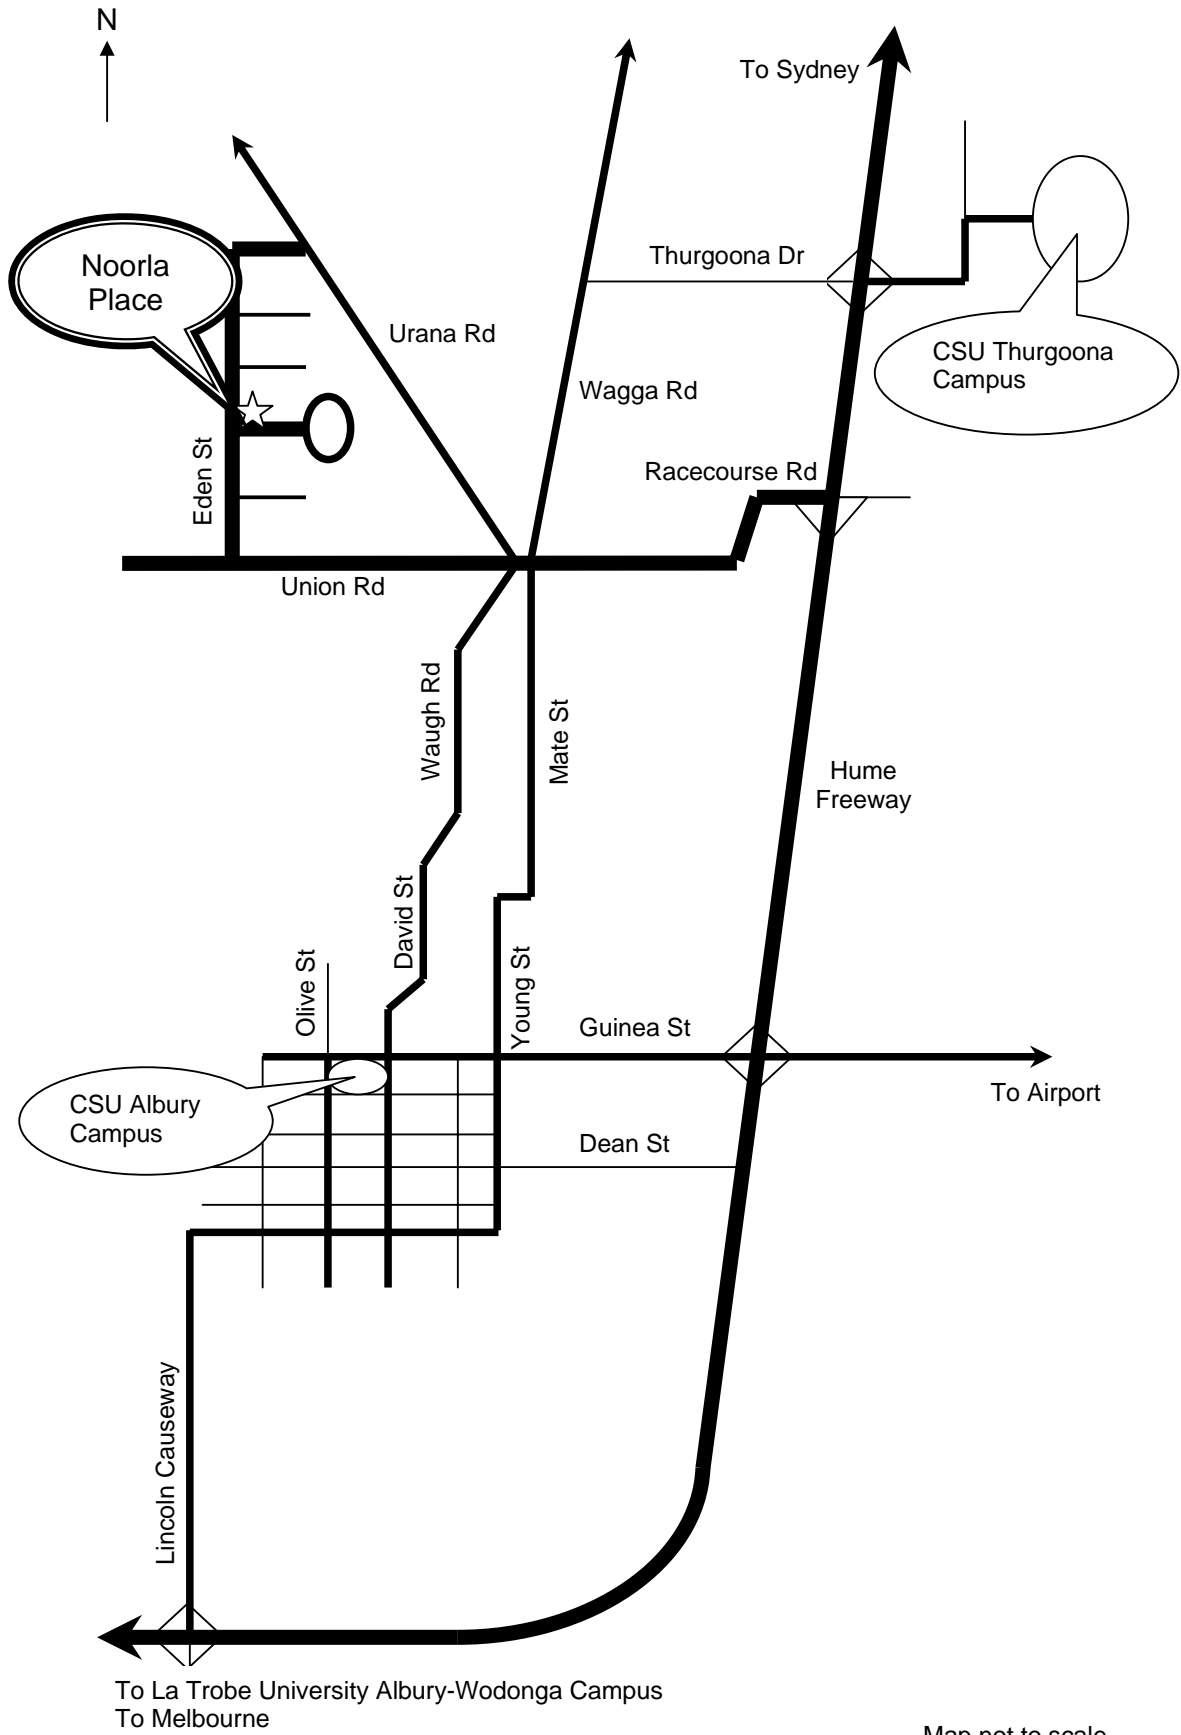 N
To Sydney
Noorla
Place
Thurgoona Dr
Urana Rd
CSU Thurgoona
Campus
Wagga Rd
Eden St
Racecourse Rd
Union Rd
Waugh Rd
Mate St
Hume
Freeway
David St
Olive St
Young St
Guinea St
To Airport
CSU Albury
Campus
Dean St
Lincoln Causeway
To La Trobe University Albury-Wodonga Campus
To Melbourne
Map not to scale